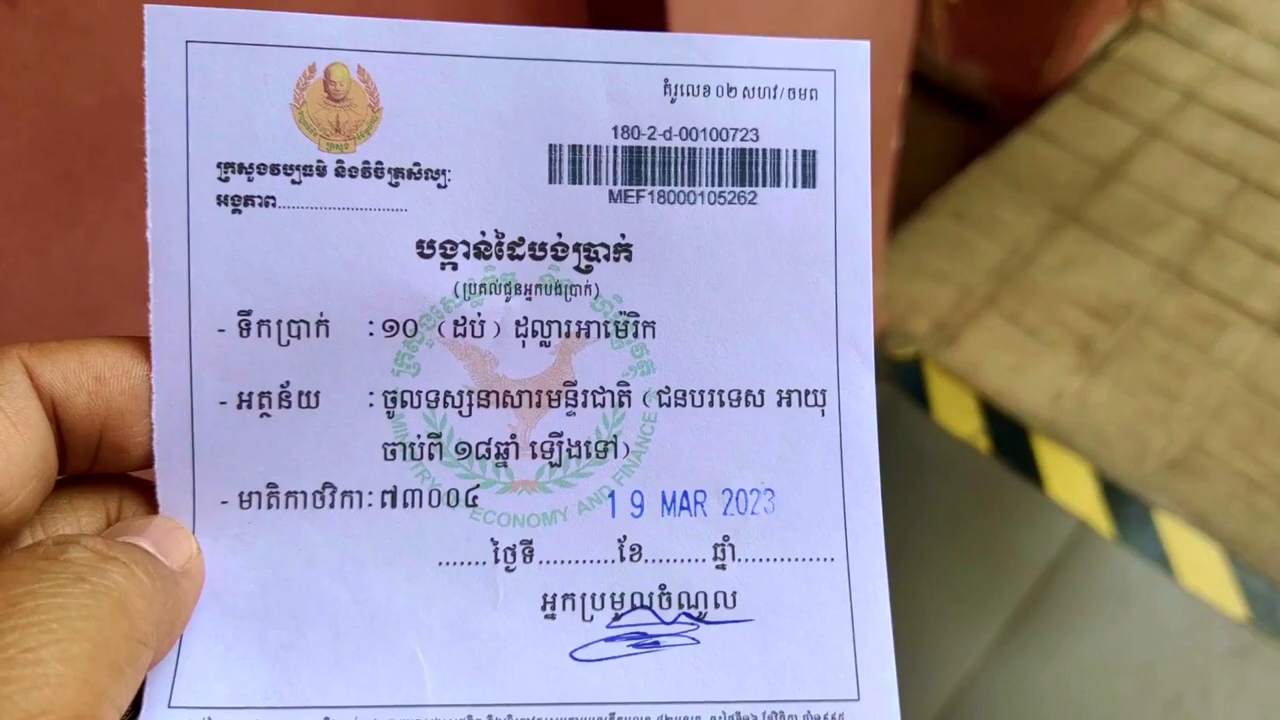 គំរូលេខ ០២ សហវ/ចមព
180-2-d-00100723
MEF18000105262
ក្រសួងវប្បធម៌ និងវិចិត្រសិល្បៈ
អង្គភាព...........................
បង្កាន់ដៃបង់ប្រាក់
(ប្រគល់ជូនអ្នកបង់ប្រាក់)
- ទឹកប្រាក់ : ១០ (ដប់) ដុល្លារអាម៉េរិក
- អត្ថន័យ : ចូលទស្សនាសារមន្ទីរជាតិ (ជនបរទេស អាយុ
ចាប់ពី ១៨ឆ្នាំ ឡើងទៅ)
- មាតិកាថវិកា: ៧៣០០៤
19 MAR 2023
....... ថ្ងៃទី...........ខែ......... ឆ្នាំ..............
អ្នកប្រមូលចំណូល
MINISTRY ECONOMY AND FINANCE